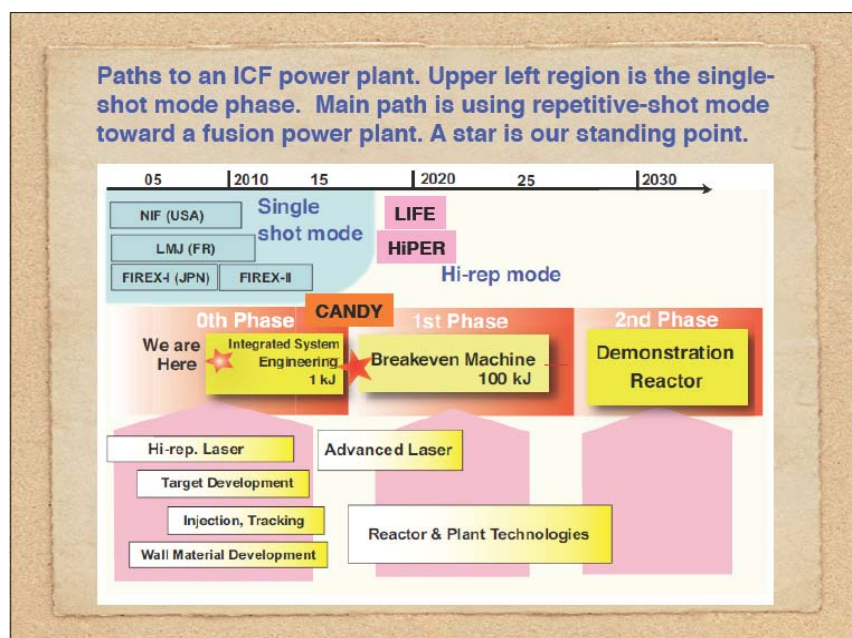 Paths to an ICF power plant. Upper left region is the single-
shot mode phase.  Main path is using repetitive-shot mode
toward a fusion power plant. A star is our standing point.
05 2010 15 2020 25 2030
NIF (USA)
LMJ (FR)
FIREX-I (JPN) FIREX-II
Single
shot mode
LIFE
HiPER
Hi-rep mode
CANDY
0th Phase 1st Phase 2nd Phase
We are
Here
Integrated System
Engineering
1 kJ
Breakeven Machine
100 kJ
Demonstration
Reactor
Hi-rep. Laser
Target Development
Injection, Tracking
Wall Material Development
Advanced Laser
Reactor & Plant Technologies